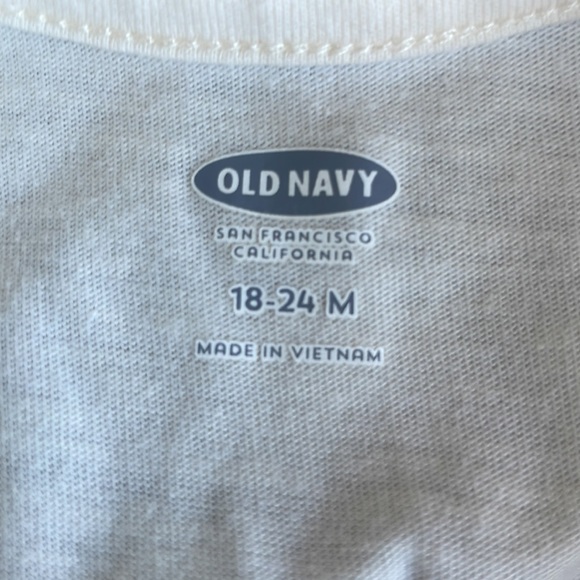 OLD NAVY
SAN FRANCISCO
CALIFORNIA
18-24 M
MADE IN VIETNAM